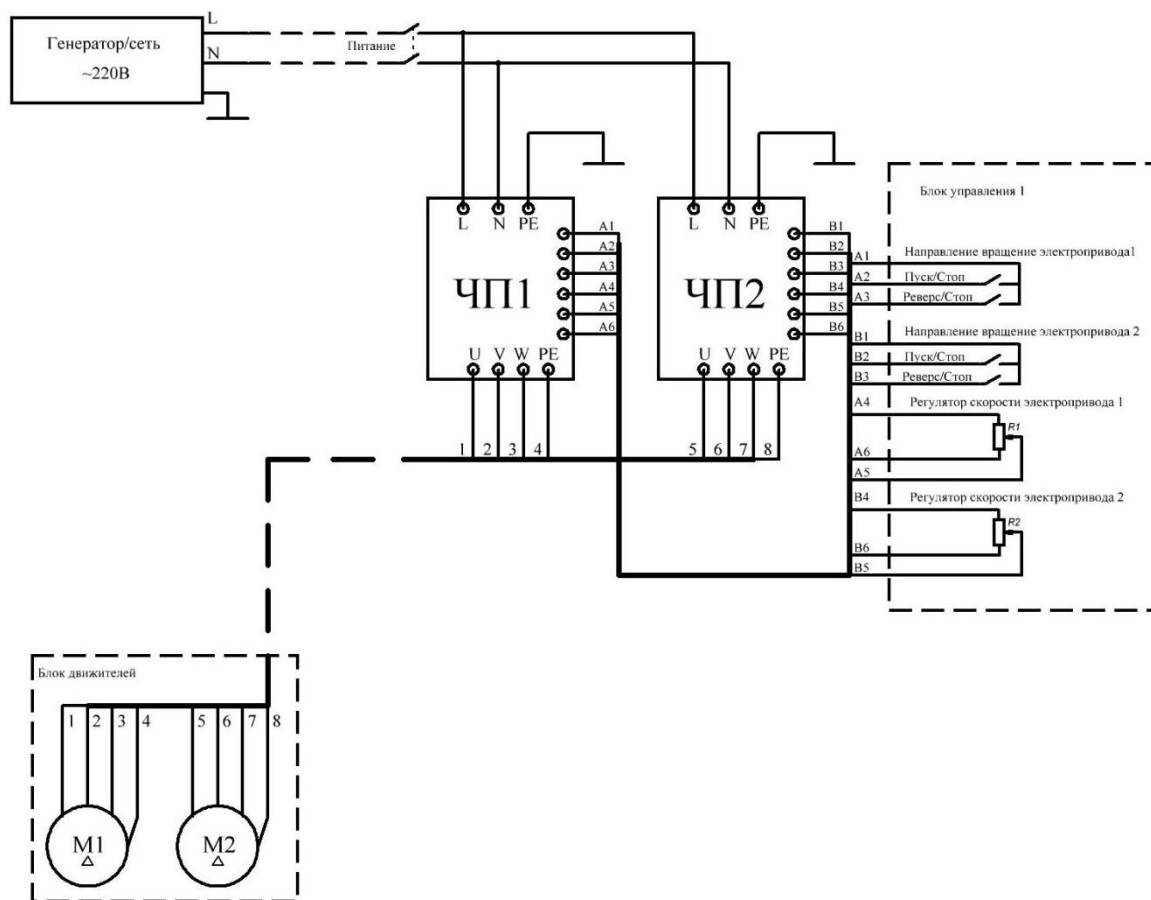 L
Генератор/сеть
~220В
N
Питание
L N PE
A1
A2
A3
A4
A5
A6
ЧП1
U V W PE
1 2 3 4
L N PE
B1
B2
B3
B4
B5
B6
ЧП2
U V W PE
5 6 7 8
Блок управления 1
A1 Направление вращение электропривода1
A2 Пуск/Стоп
A3 Реверс/Стоп
Направление вращение электропривода 2
B1
B2 Пуск/Стоп
B3 Реверс/Стоп
A4 Регулятор скорости электропривода 1
R1
A6
A5
B4 Регулятор скорости электропривода 2
R2
B6
B5
Блок движителей
1 2 3 4 5 6 7 8
М1 М2